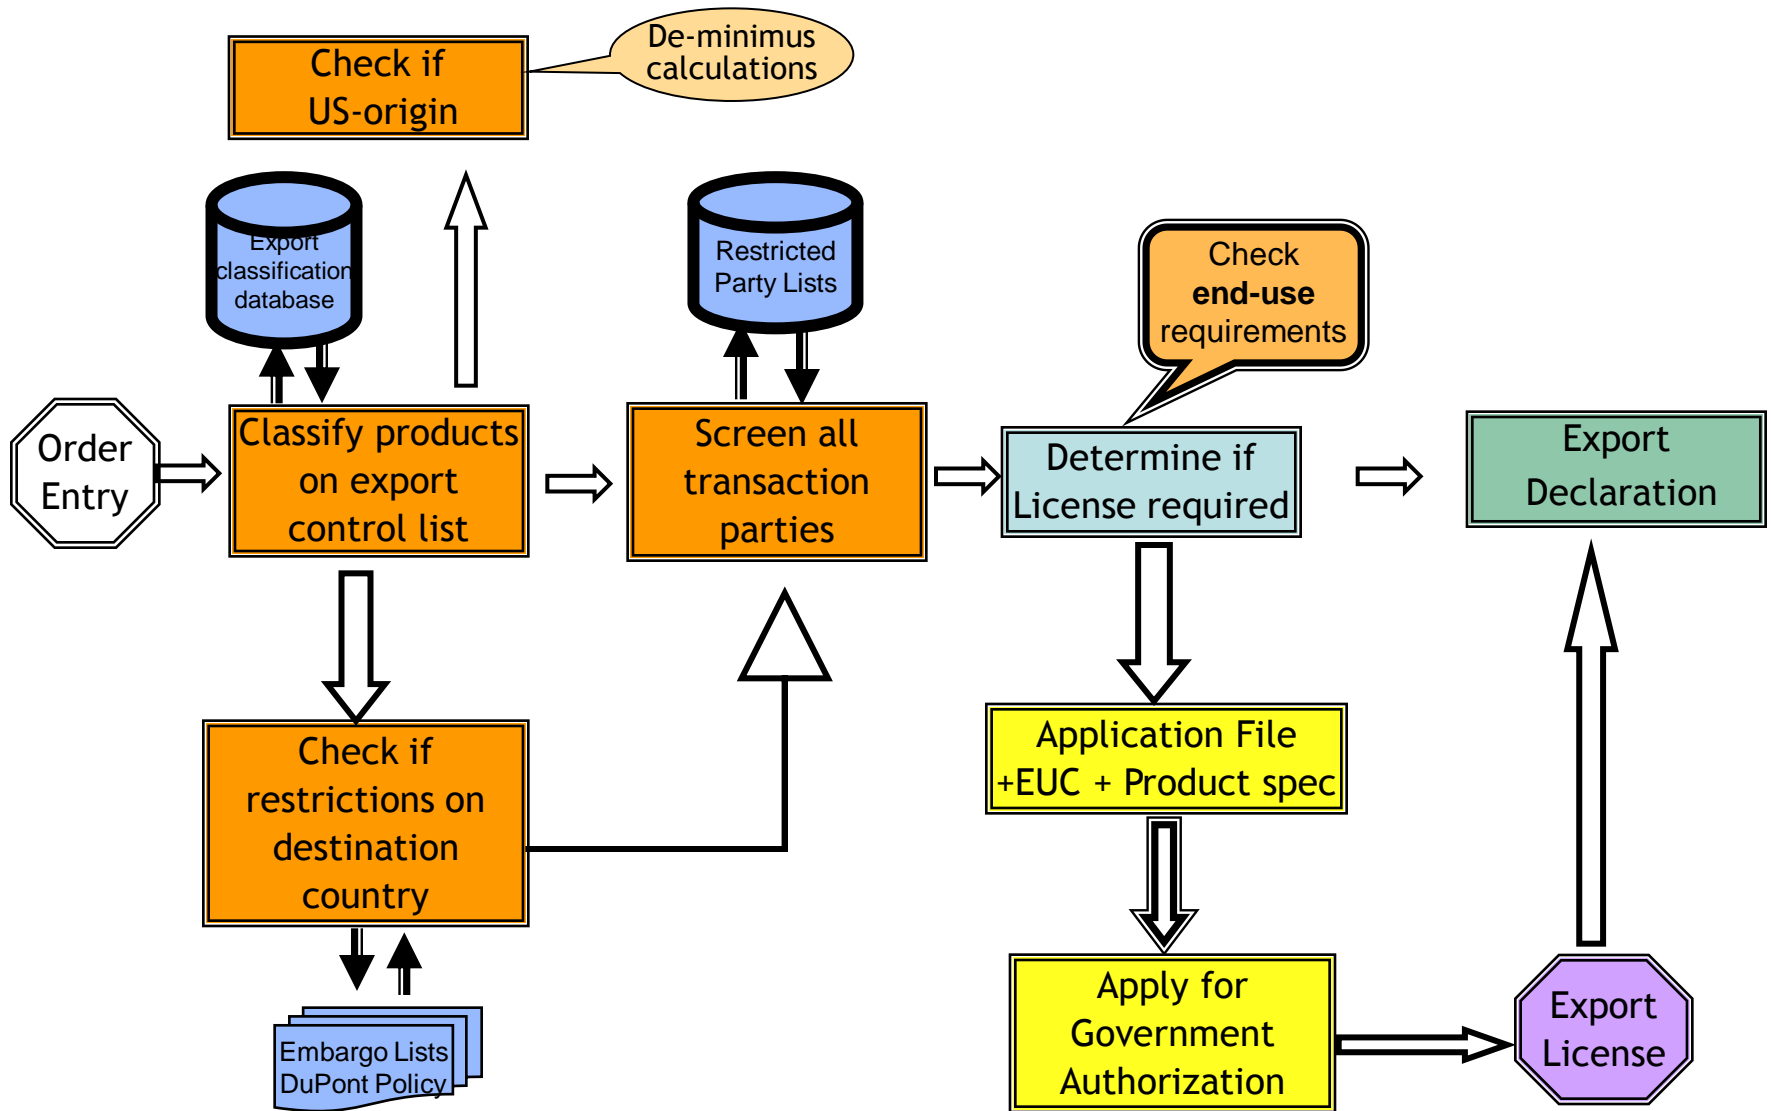 De-minimus
calculations
Check if
US-origin
Export
classification
database
Restricted
Party Lists
Check
end-use
requirements
Order
Entry
Classify products
on export
control list
Screen all
transaction
parties
Determine if
License required
Export
Declaration
Check if
restrictions on
destination
country
Application File
+EUC + Product spec
Embargo Lists
DuPont Policy
Apply for
Government
Authorization
Export
License